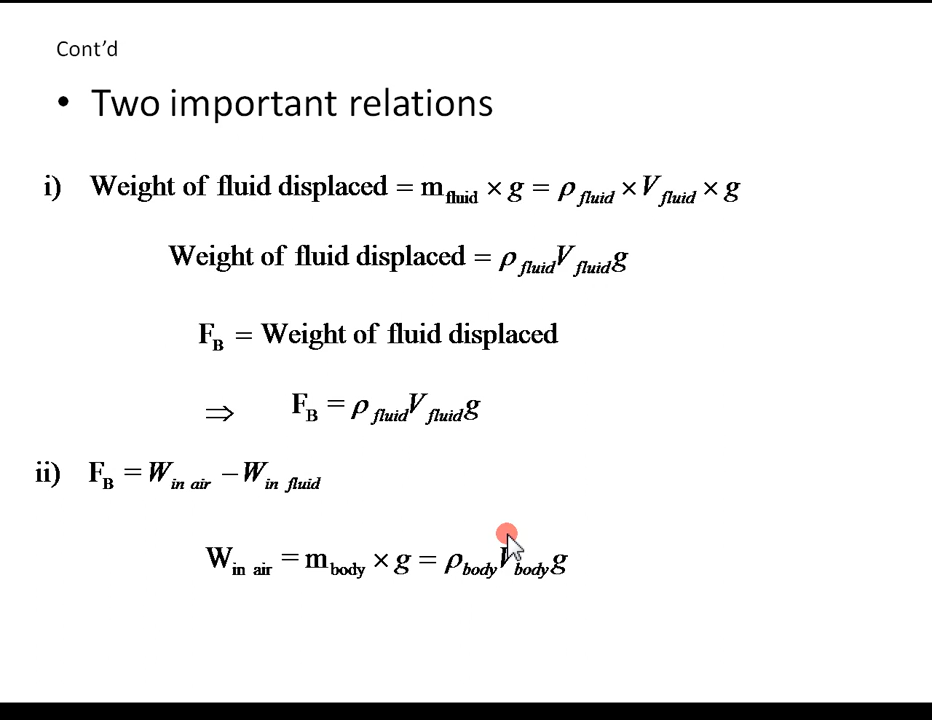 Cont’d
• Two important relations
i) Weight of fluid displaced = m_fluid × g = ρ_fluid × V_fluid × g
Weight of fluid displaced = ρ_fluid V_fluid g
F_B = Weight of fluid displaced
⇒ F_B = ρ_fluid V_fluid g
ii) F_B = W_in air − W_in fluid
W_in air = m_body × g = ρ_body V_body g